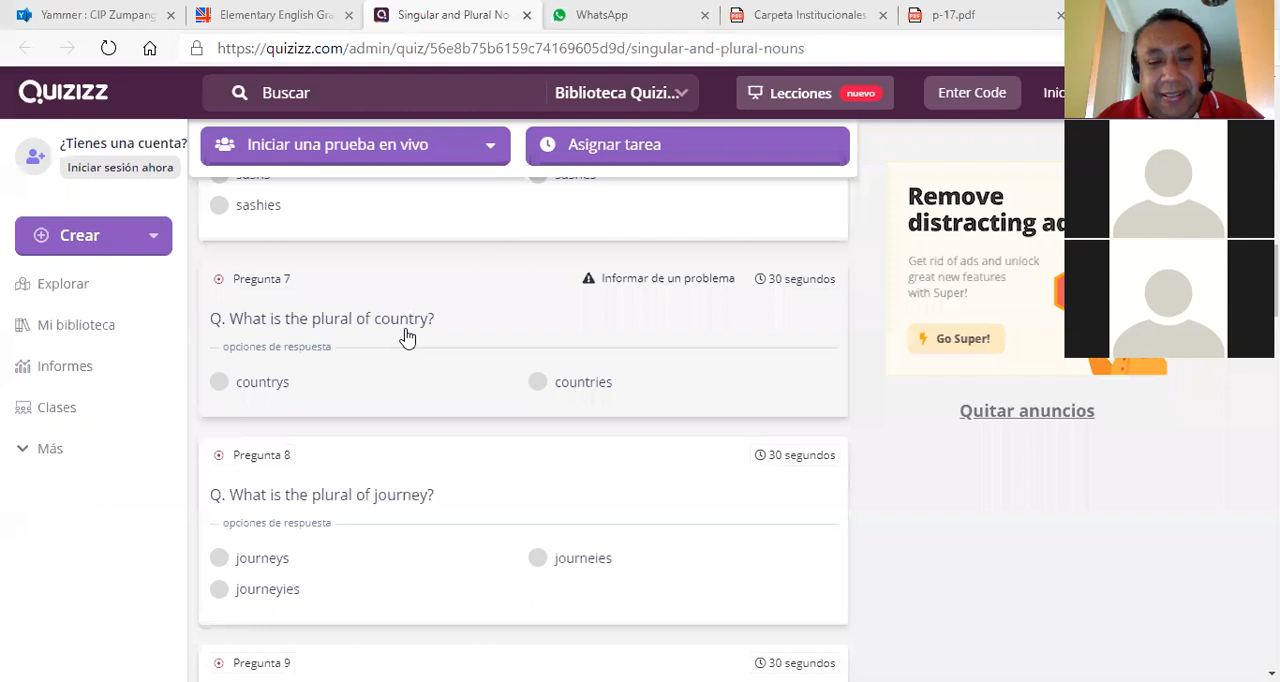 Yammer : CIP Zumpang
Elementary English Gra
Singular and Plural No
WhatsApp
Carpeta Institucionales
p-17.pdf
https://quizizz.com/admin/quiz/56e8b75b6159c74169605d9d/singular-and-plural-nouns
QUIZIZZ
Buscar
Biblioteca Quizi...
Lecciones nuevo
Enter Code
Inic
¿Tienes una cuenta?
Iniciar sesión ahora
Crear
Explorar
Mi biblioteca
Informes
Clases
Más
Iniciar una prueba en vivo
Asignar tarea
sashs
sashes
sashies
Pregunta 7
Informar de un problema
30 segundos
Q. What is the plural of country?
opciones de respuesta
countrys
countries
Pregunta 8
30 segundos
Q. What is the plural of journey?
opciones de respuesta
journeys
journeies
journeyies
Pregunta 9
30 segundos
Remove
distracting ad
Get rid of ads and unlock
great new features
with Super!
Go Super!
Quitar anuncios